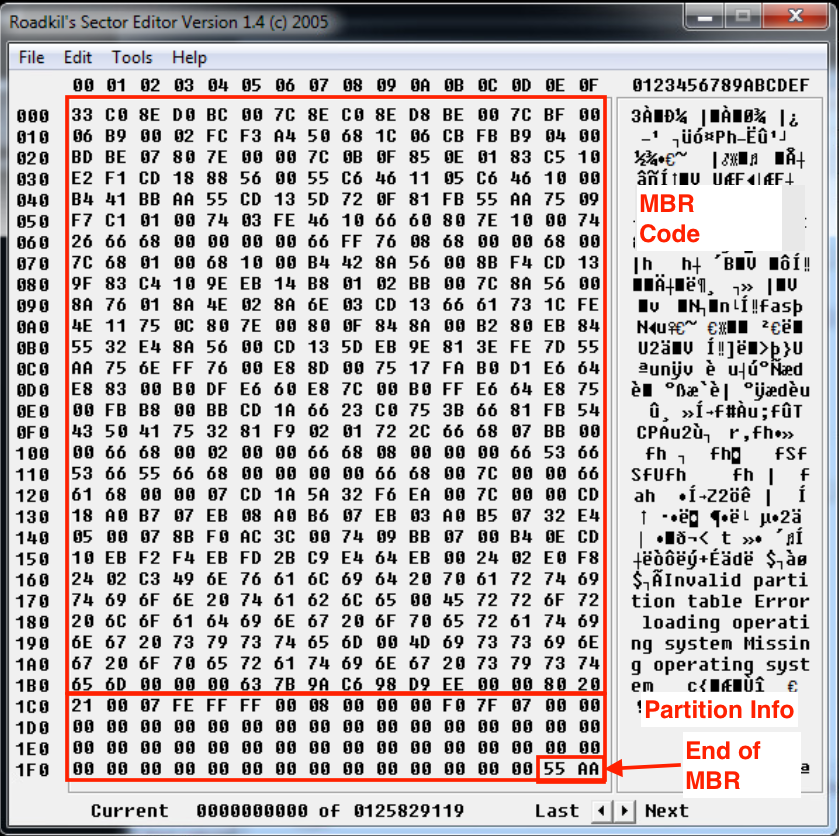 Roadkil's Sector Editor Version 1.4 (c) 2005
File Edit Tools Help
00 01 02 03 04 05 06 07 08 09 0A 0B 0C 0D 0E 0F 0123456789ABCDEF
000 33 C0 8E D0 BC 00 7C 8E C0 8E D8 BE 00 7C BF 00
010 06 B9 00 02 FC F3 A4 50 68 1C 06 CB FB B9 04 00
020 BD BE 07 80 7E 00 00 7C 0B 0F 85 0E 01 83 C5 10
030 E2 F1 CD 18 88 56 00 55 C6 46 11 05 C6 46 10 00
040 B4 41 BB AA 55 CD 13 5D 72 0F 81 FB 55 AA 75 09
MBR
Code
050 F7 C1 01 00 74 03 FE 46 10 66 60 80 7E 10 00 74
060 26 66 68 00 00 00 00 66 FF 76 08 68 00 00 68 00
070 7C 68 01 00 68 10 00 B4 42 8A 56 00 8B F4 CD 13
080 9F 83 C4 10 9E EB 14 B8 01 02 BB 00 7C 8A 56 00
090 8A 76 01 8A 4E 02 8A 6E 03 CD 13 66 61 73 1C FE
0A0 4E 11 75 0C 80 7E 00 80 0F 84 8A 00 B2 80 EB 84
0B0 55 32 E4 8A 56 00 CD 13 5D EB 9E 81 3E FE 7D 55
0C0 AA 75 6E FF 76 00 E8 8D 00 75 17 FA B0 D1 E6 64
0D0 E8 83 00 B0 DF E6 60 E8 7C 00 B0 FF E6 64 E8 75
0E0 00 FB B8 00 BB CD 1A 66 23 C0 75 3B 66 81 FB 54
0F0 43 50 41 75 32 81 F9 02 01 72 2C 66 68 07 BB 00
100 00 66 68 00 02 00 00 66 68 08 00 00 00 66 53 66
110 53 66 55 66 68 00 00 00 00 66 68 00 7C 00 00 66
120 61 68 00 00 07 CD 1A 5A 32 F6 EA 00 7C 00 00 CD
130 18 A0 B7 07 EB 08 A0 B6 07 EB 03 A0 B5 07 32 E4
140 05 00 07 8B F0 AC 3C 00 74 09 BB 07 00 B4 0E CD
150 10 EB F2 F4 EB FD 2B C9 E4 64 EB 00 24 02 E0 F8
160 24 02 C3 49 6E 76 61 6C 69 64 20 70 61 72 74 69 Invalid parti
170 74 69 6F 6E 20 74 61 62 6C 65 00 45 72 72 6F 72 tion table Error
180 20 6C 6F 61 64 69 6E 67 20 6F 70 65 72 61 74 69 loading operati
190 6E 67 20 73 79 73 74 65 6D 00 4D 69 73 73 69 6E ng system Missin
1A0 67 20 6F 70 65 72 61 74 69 6E 67 20 73 79 73 74 g operating syst
1B0 65 6D 00 00 00 63 7B 9A C6 98 D9 EE 00 00 80 20 em
1C0 21 00 07 FE FF FF 00 08 00 00 00 F0 7F 07 00 00
Partition Info
1D0 00 00 00 00 00 00 00 00 00 00 00 00 00 00 00 00
1E0 00 00 00 00 00 00 00 00 00 00 00 00 00 00 00 00
1F0 00 00 00 00 00 00 00 00 00 00 00 00 00 00 55 AA
End of
MBR
Current 0000000000 of 0125829119 Last Next